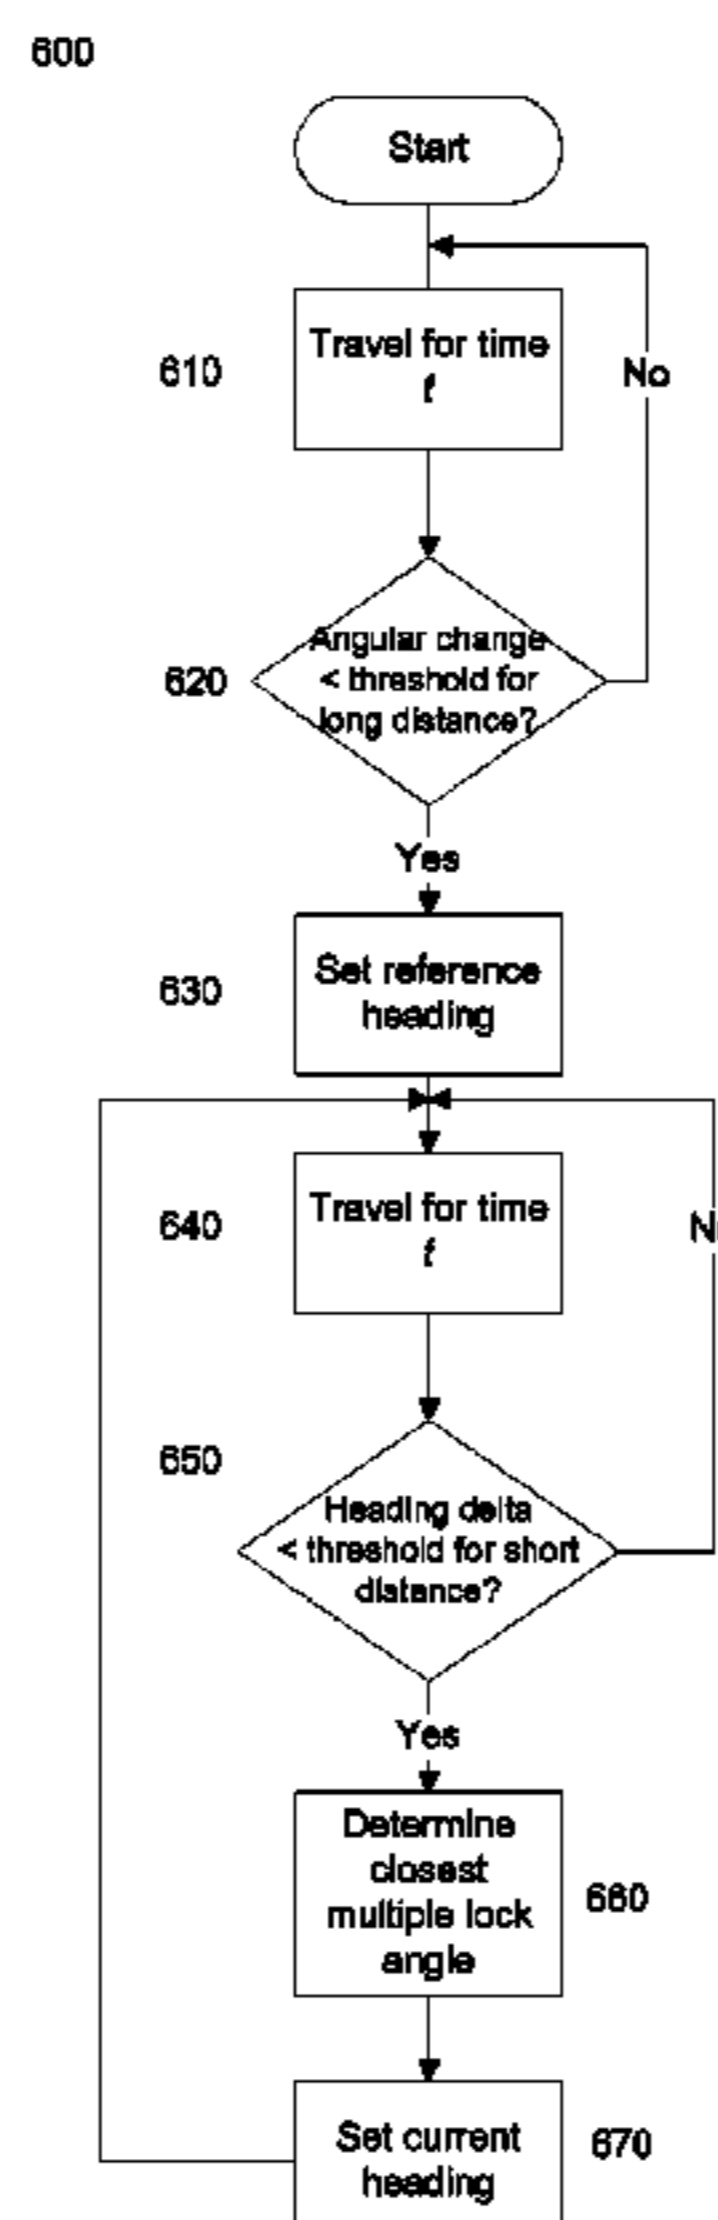 600
Start
Travel for time
t
610
No
Angular change
< threshold for
long distance?
620
Yes
Set reference
heading
630
Travel for time
t
640
650
Heading delta
< threshold for short
distance?
Yes
Determine
closest
multiple lock
angle
660
Set current
heading
670